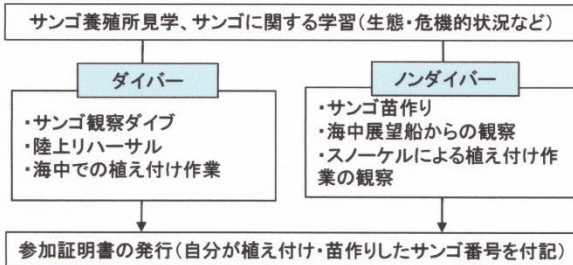 サンゴ養殖所見学、サンゴに関する学習(生態・危機的状況など)
ダイバー
・サンゴ観察ダイブ
・陸上リハーサル
・海中での植え付け作業
ノンダイバー
・サンゴ苗作り
・海中展望船からの観察
・スノーケルによる植え付け作
業の観察
参加証明書の発行(自分が植え付け・苗作りしたサンゴ番号を付記)